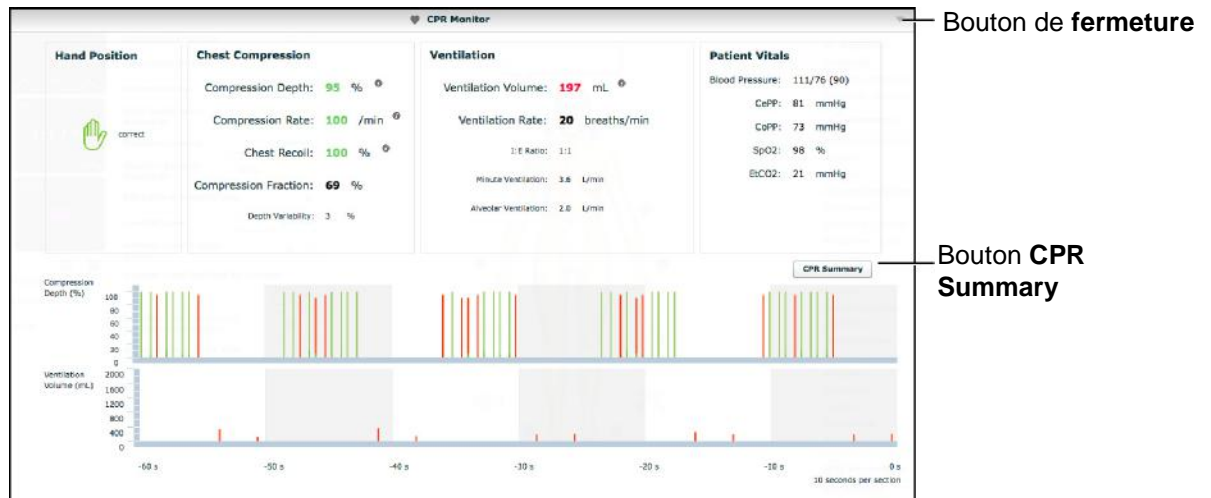 CPR Monitor
Bouton de fermeture
Hand Position
correct
Chest Compression
Compression Depth: 95 %
Compression Rate: 100 /min
Chest Recoil: 100 %
Compression Fraction: 69 %
Depth Variability: 3 %
Ventilation
Ventilation Volume: 197 mL
Ventilation Rate: 20 breaths/min
I:E Ratio: 1:1
Minute Ventilation: 3.6 L/min
Alveolar Ventilation: 2.0 L/min
Patient Vitals
Blood Pressure: 111/76 (90)
CePP: 81 mmHg
CoPP: 73 mmHg
SpO2: 98 %
EtCO2: 21 mmHg
CPR Summary
Bouton CPR
Summary
Compression
Depth (%)
100
80
60
40
20
0
Ventilation
Volume (mL)
2000
1600
1200
800
400
0
-60 s -50 s -40 s -30 s -20 s -10 s 0 s
10 seconds per section